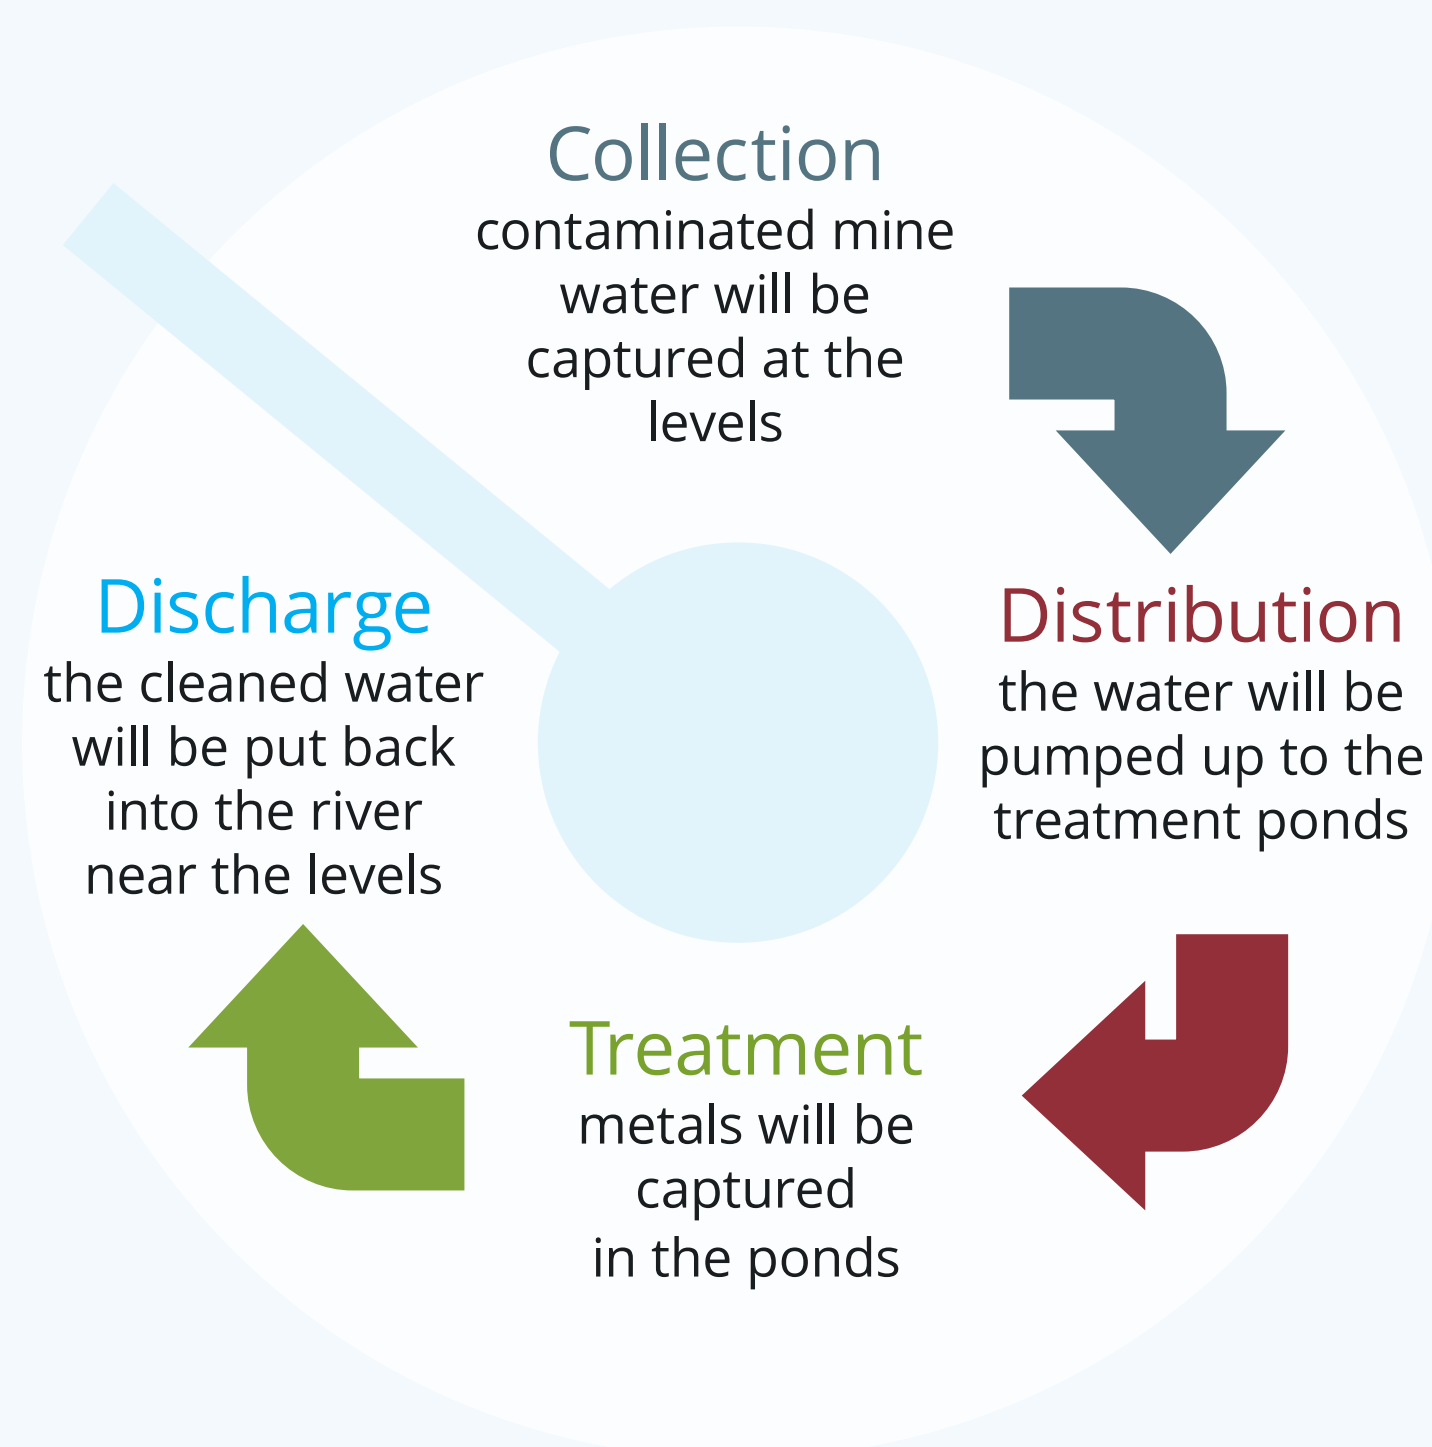 Collection
contaminated mine
water will be
captured at the
levels
Distribution
the water will be
pumped up to the
treatment ponds
Treatment
metals will be
captured
in the ponds
Discharge
the cleaned water
will be put back
into the river
near the levels